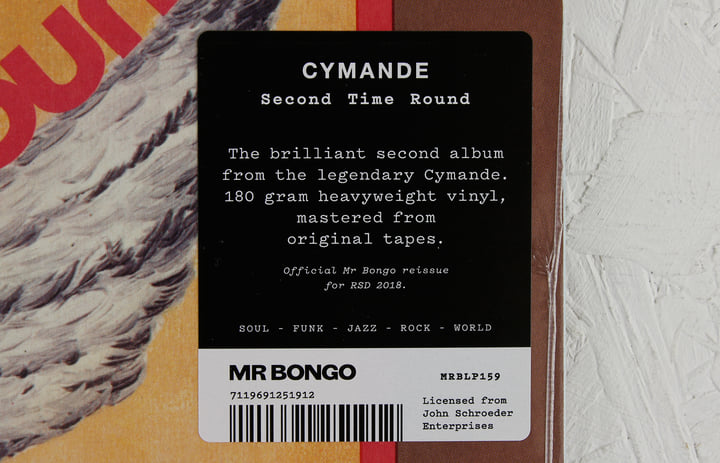 CYMANDE
Second Time Round
The brilliant second album
from the legendary Cymande.
180 gram heavyweight vinyl,
mastered from
original tapes.
Official Mr Bongo reissue
for RSD 2018.
SOUL - FUNK - JAZZ - ROCK - WORLD
MR BONGO
MRBLP159
7119691251912
Licensed from
John Schroeder
Enterprises